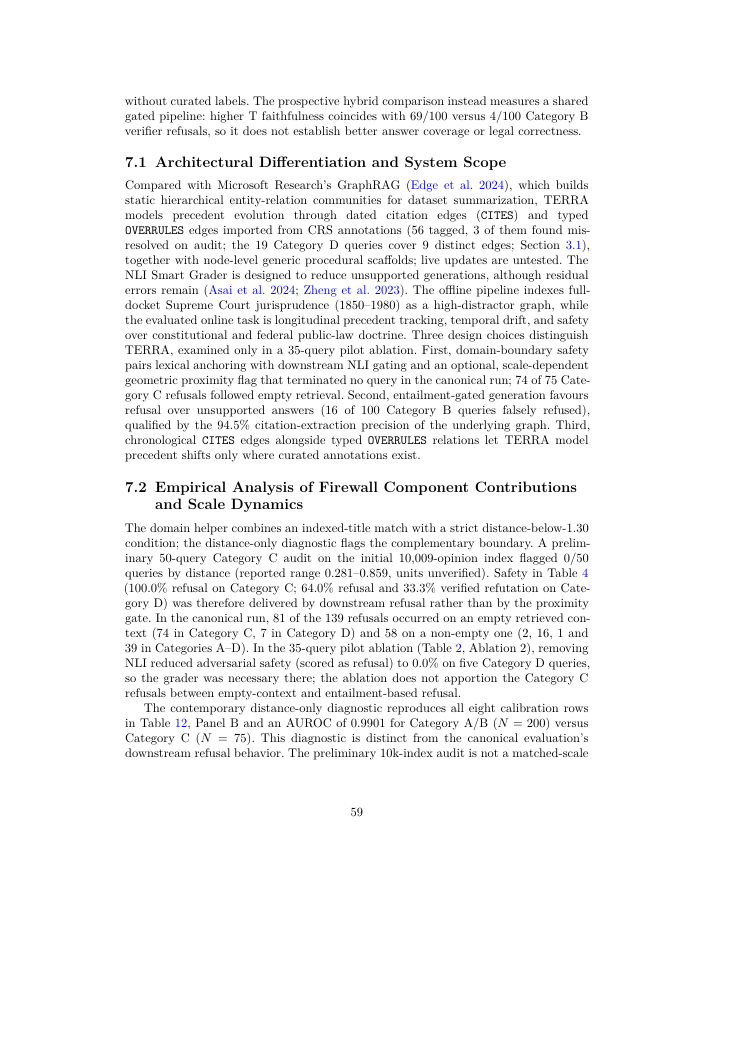 without curated labels. The prospective hybrid comparison instead measures a shared
gated pipeline: higher T faithfulness coincides with 69/100 versus 4/100 Category B
verifier refusals, so it does not establish better answer coverage or legal correctness.
7.1 Architectural Differentiation and System Scope
Compared with Microsoft Research's GraphRAG (Edge et al. 2024), which builds
static hierarchical entity-relation communities for dataset summarization, TERRA
models precedent evolution through dated citation edges (CITES) and typed
OVERRULES edges imported from CRS annotations (56 tagged, 3 of them found mis-
resolved on audit; the 19 Category D queries cover 9 distinct edges; Section 3.1),
together with node-level generic procedural scaffolds; live updates are untested. The
NLI Smart Grader is designed to reduce unsupported generations, although residual
errors remain (Asai et al. 2024; Zheng et al. 2023). The offline pipeline indexes full-
docket Supreme Court jurisprudence (1850–1980) as a high-distractor graph, while
the evaluated online task is longitudinal precedent tracking, temporal drift, and safety
over constitutional and federal public-law doctrine. Three design choices distinguish
TERRA, examined only in a 35-query pilot ablation. First, domain-boundary safety
pairs lexical anchoring with downstream NLI gating and an optional, scale-dependent
geometric proximity flag that terminated no query in the canonical run; 74 of 75 Cate-
gory C refusals followed empty retrieval. Second, entailment-gated generation favours
refusal over unsupported answers (16 of 100 Category B queries falsely refused),
qualified by the 94.5% citation-extraction precision of the underlying graph. Third,
chronological CITES edges alongside typed OVERRULES relations let TERRA model
precedent shifts only where curated annotations exist.
7.2 Empirical Analysis of Firewall Component Contributions
and Scale Dynamics
The domain helper combines an indexed-title match with a strict distance-below-1.30
condition; the distance-only diagnostic flags the complementary boundary. A prelim-
inary 50-query Category C audit on the initial 10,009-opinion index flagged 0/50
queries by distance (reported range 0.281–0.859, units unverified). Safety in Table 4
(100.0% refusal on Category C; 64.0% refusal and 33.3% verified refutation on Cate-
gory D) was therefore delivered by downstream refusal rather than by the proximity
gate. In the canonical run, 81 of the 139 refusals occurred on an empty retrieved con-
text (74 in Category C, 7 in Category D) and 58 on a non-empty one (2, 16, 1 and
39 in Categories A–D). In the 35-query pilot ablation (Table 2, Ablation 2), removing
NLI reduced adversarial safety (scored as refusal) to 0.0% on five Category D queries,
so the grader was necessary there; the ablation does not apportion the Category C
refusals between empty-context and entailment-based refusal.
The contemporary distance-only diagnostic reproduces all eight calibration rows
in Table 12, Panel B and an AUROC of 0.9901 for Category A/B (N = 200) versus
Category C (N = 75). This diagnostic is distinct from the canonical evaluation's
downstream refusal behavior. The preliminary 10k-index audit is not a matched-scale
59